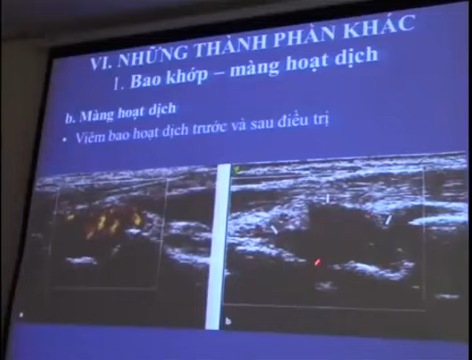 VI. NHỮNG THÀNH PHẦN KHÁC
1. Bao khớp – màng hoạt dịch
b. Màng hoạt dịch
• Viêm bao hoạt dịch trước và sau điều trị
a
b